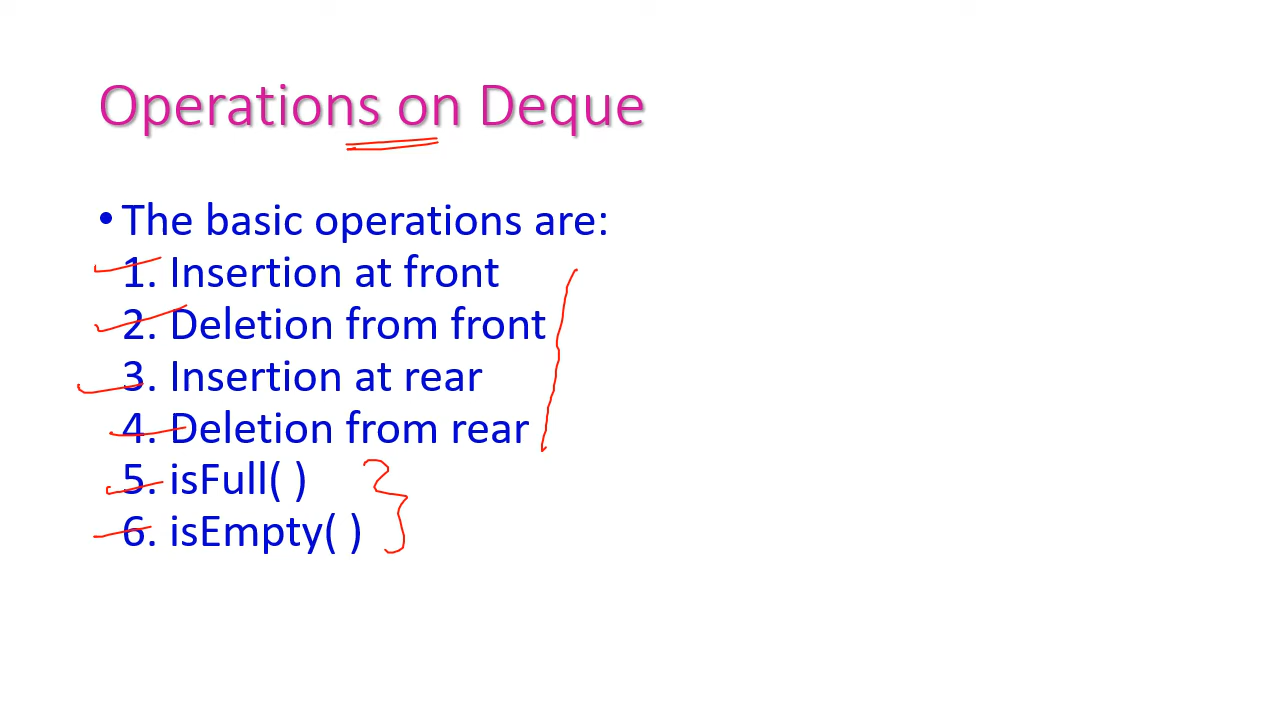 Operations on Deque
• The basic operations are:
1. Insertion at front
2. Deletion from front
3. Insertion at rear
4. Deletion from rear
5. isFull( )
6. isEmpty( )